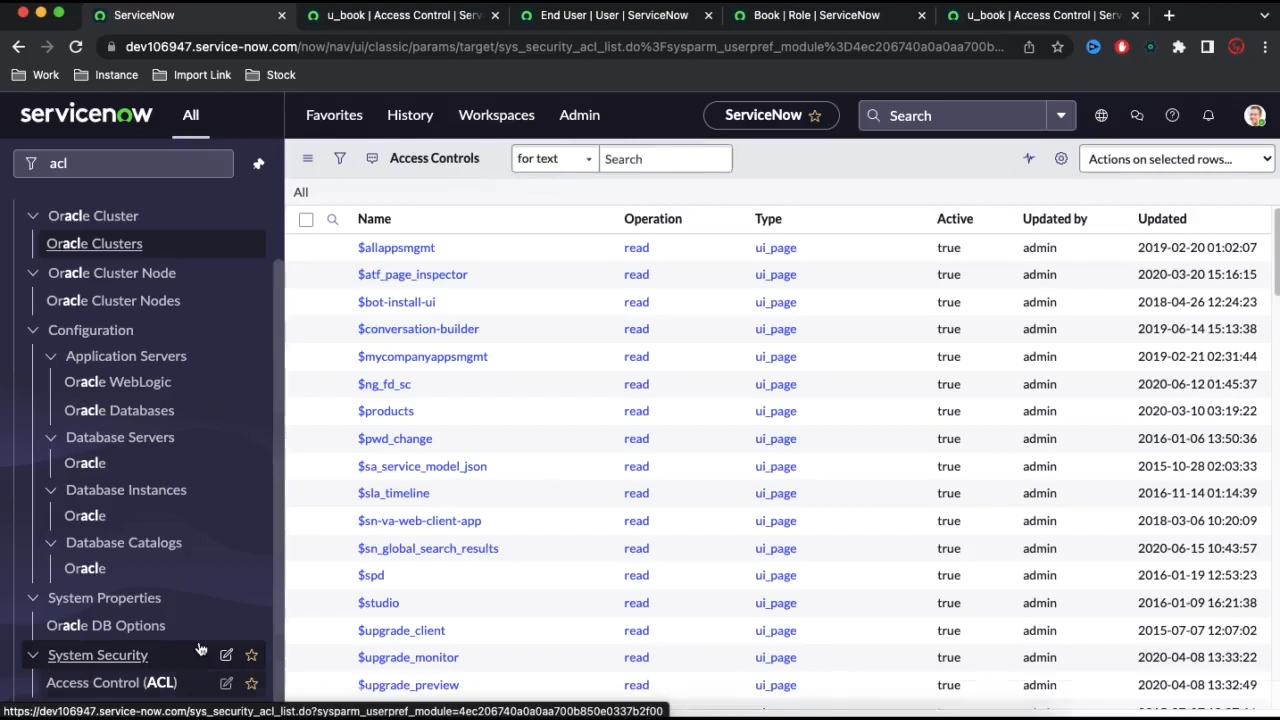 ServiceNow
u_book | Access Control | Serv
End User | User | ServiceNow
Book | Role | ServiceNow
u_book | Access Control | Serv
dev106947.service-now.com/now/nav/ui/classic/params/target/sys_security_acl_list.do%3Fsysparm_userpref_module%3D4ec206740a0a0aa700b...
Work
Instance
Import Link
Stock
servicenow
All
Favorites
History
Workspaces
Admin
ServiceNow
Search
acl
Access Controls
for text
Search
Actions on selected rows...
All
Oracle Cluster
Oracle Clusters
Oracle Cluster Node
Oracle Cluster Nodes
Configuration
Application Servers
Oracle WebLogic
Oracle Databases
Database Servers
Oracle
Database Instances
Oracle
Database Catalogs
Oracle
System Properties
Oracle DB Options
System Security
Access Control (ACL)
Name Operation Type Active Updated by Updated
$allappsmgmt read ui_page true admin 2019-02-20 01:02:07
$atf_page_inspector read ui_page true admin 2020-03-20 15:16:15
$bot-install-ui read ui_page true admin 2018-04-26 12:24:23
$conversation-builder read ui_page true admin 2019-06-14 15:13:38
$mycompanyappsmgmt read ui_page true admin 2019-02-21 02:31:44
$ng_fd_sc read ui_page true admin 2020-06-12 01:45:37
$products read ui_page true admin 2020-03-10 03:19:22
$pwd_change read ui_page true admin 2016-01-06 13:50:36
$sa_service_model_json read ui_page true admin 2015-10-28 02:03:33
$sla_timeline read ui_page true admin 2016-11-14 01:14:39
$sn-va-web-client-app read ui_page true admin 2018-03-06 10:20:09
$sn_global_search_results read ui_page true admin 2020-06-15 10:43:57
$spd read ui_page true admin 2016-01-19 12:53:23
$studio read ui_page true admin 2016-01-09 16:21:38
$upgrade_client read ui_page true admin 2015-07-07 12:07:02
$upgrade_monitor read ui_page true admin 2020-04-08 13:33:22
$upgrade_preview read ui_page true admin 2020-04-08 13:32:49
https://dev106947.service-now.com/sys_security_acl_list.do?sysparm_userpref_module=4ec206740a0a0aa700b850e0337b2f00